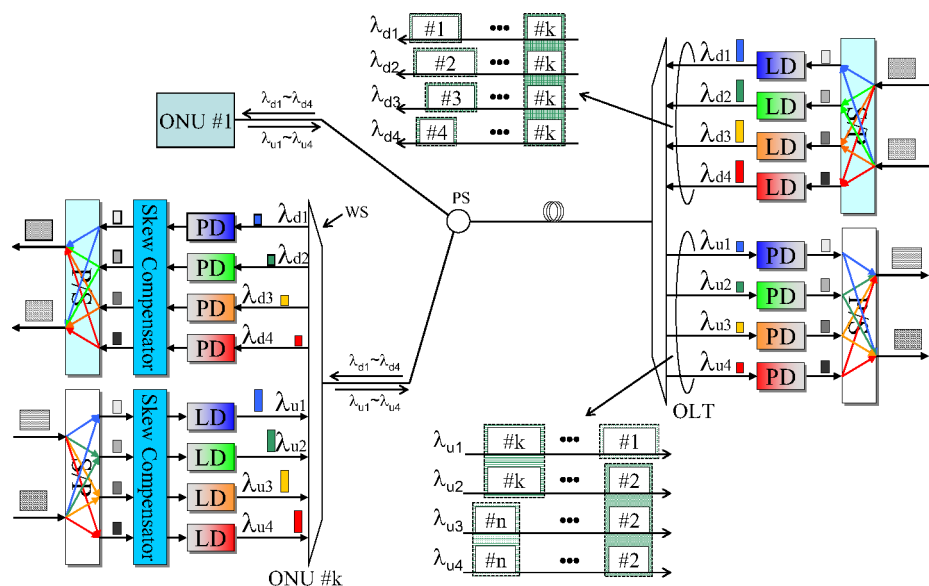 λd1 #1 ••• #k
λd2 #2 ••• #k
λd3 #3 ••• #k
λd4 #4 ••• #k
λd1 LD
λd2 LD
λd3 LD
λd4 LD
S/P
ONU #1
λd1~λd4
λu1~λu4
PS
WS
P/S
Skew Compensator
PD λd1
PD λd2
PD λd3
PD λd4
λu1 PD
λu2 PD
λu3 PD
λu4 PD
P/S
OLT
λd1~λd4
λu1~λu4
S/P
Skew Compensator
LD λu1
LD λu2
LD λu3
LD λu4
ONU #k
λu1 #k ••• #1
λu2 #k ••• #2
λu3 #n ••• #2
λu4 #n ••• #2